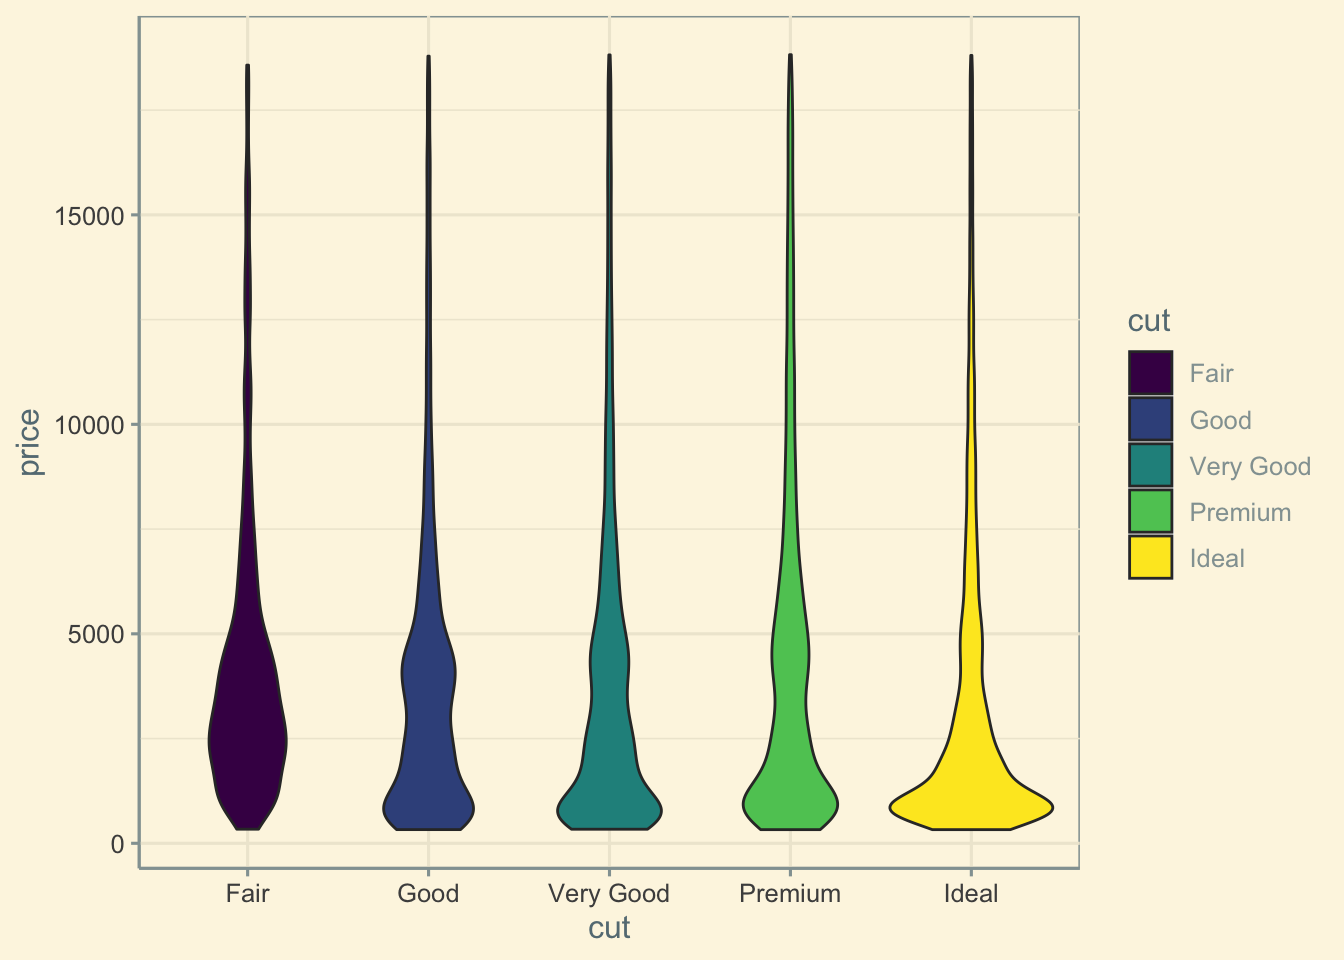 price
15000
10000
5000
0
Fair
Good
Very Good
Premium
Ideal
cut
cut
Fair
Good
Very Good
Premium
Ideal